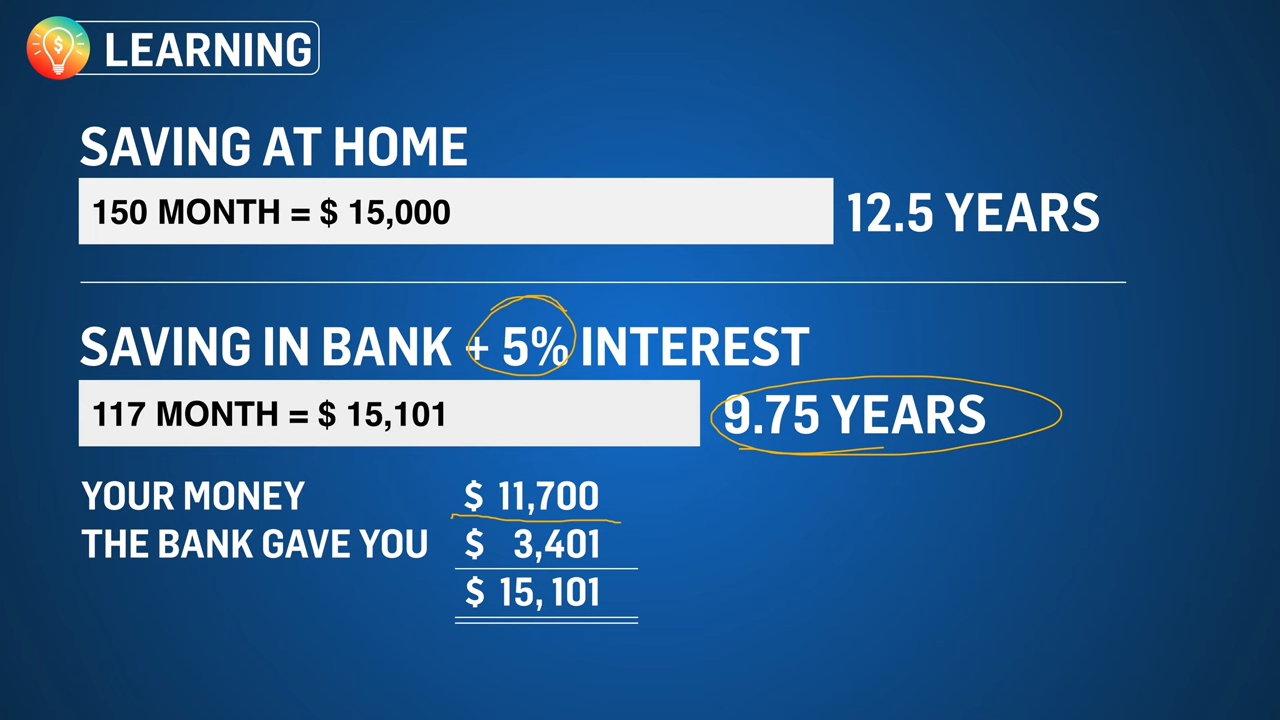 LEARNING
SAVING AT HOME
150 MONTH = $ 15,000
12.5 YEARS
SAVING IN BANK + 5% INTEREST
117 MONTH = $ 15,101
9.75 YEARS
YOUR MONEY $ 11,700
THE BANK GAVE YOU $ 3,401
$ 15, 101